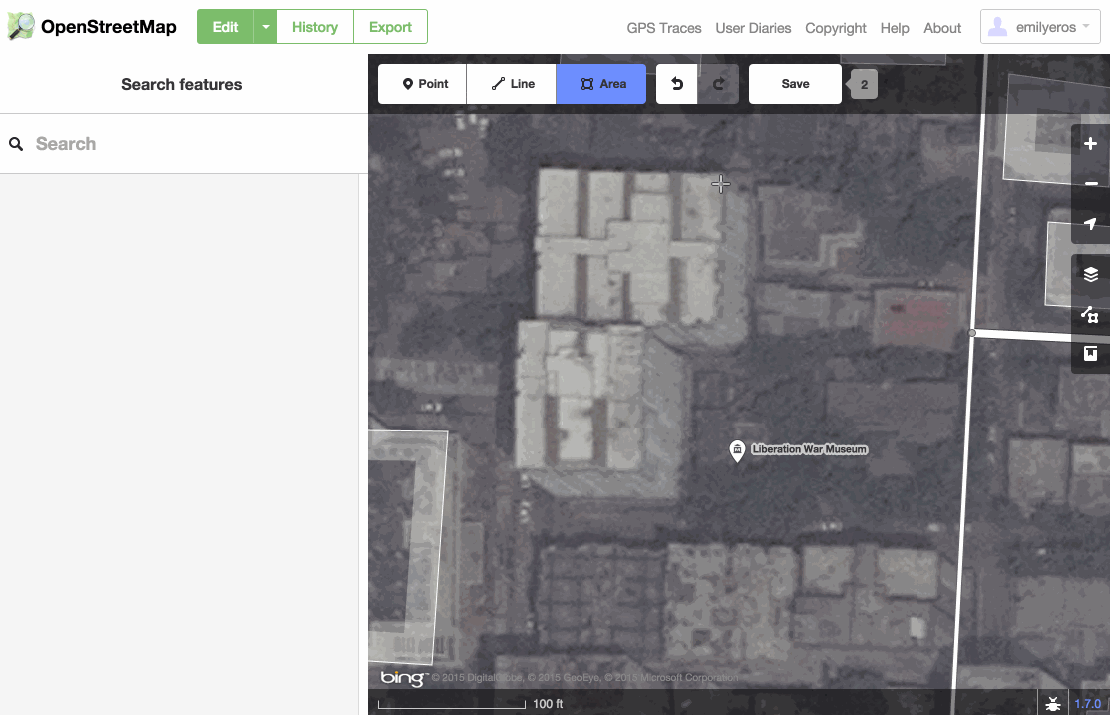 OpenStreetMap
Edit
History
Export
GPS Traces
User Diaries
Copyright
Help
About
emilyeros
Search features
Point
Line
Area
Save
2
Search
Liberation War Museum
bing
© 2015 DigitalGlobe, © 2015 GeoEye, © 2015 Microsoft Corporation
100 ft
1.7.0